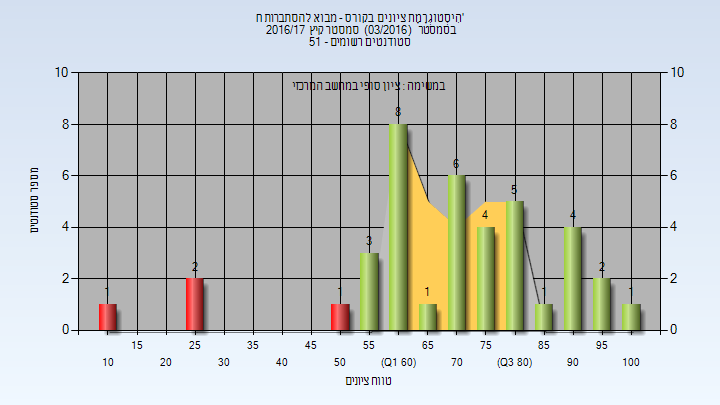 הִיסְטוֹגְרָמַת ציונים בקורס - מבוא להסתברות ח'
בסמסטר (03/2016) סמסטר קיץ 2016/17
סטודנטים רשומים - 51
במשימה : ציון סופי במחשב המרכזי
10 10
8 8
6 6
4 4
2 2
0 0
1 2 1 3 8 1 6 4 5 1 4 2 1
מספר סטודנטים
15 25 35 45 55 65 75 85 95
10 20 30 40 50 (Q1 60) 70 (Q3 80) 90 100
טווח ציונים